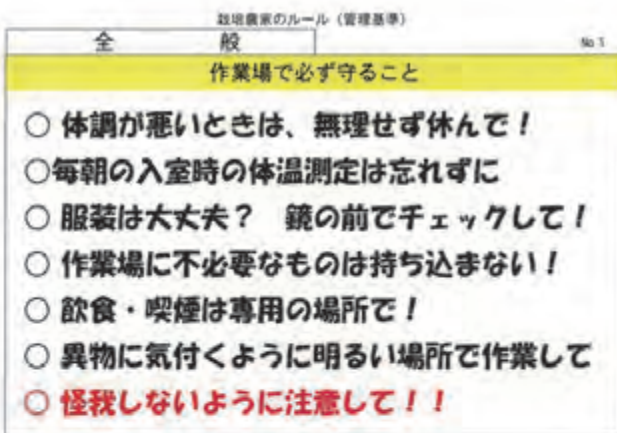 栽培農家のルール（管理基準）
全　般
No 1
作業場で必ず守ること
○ 体調が悪いときは、無理せず休んで！
○毎朝の入室時の体温測定は忘れずに
○ 服装は大丈夫？　鏡の前でチェックして！
○ 作業場に不必要なものは持ち込まない！
○ 飲食・喫煙は専用の場所で！
○ 異物に気付くように明るい場所で作業して
○ 怪我しないように注意して！！